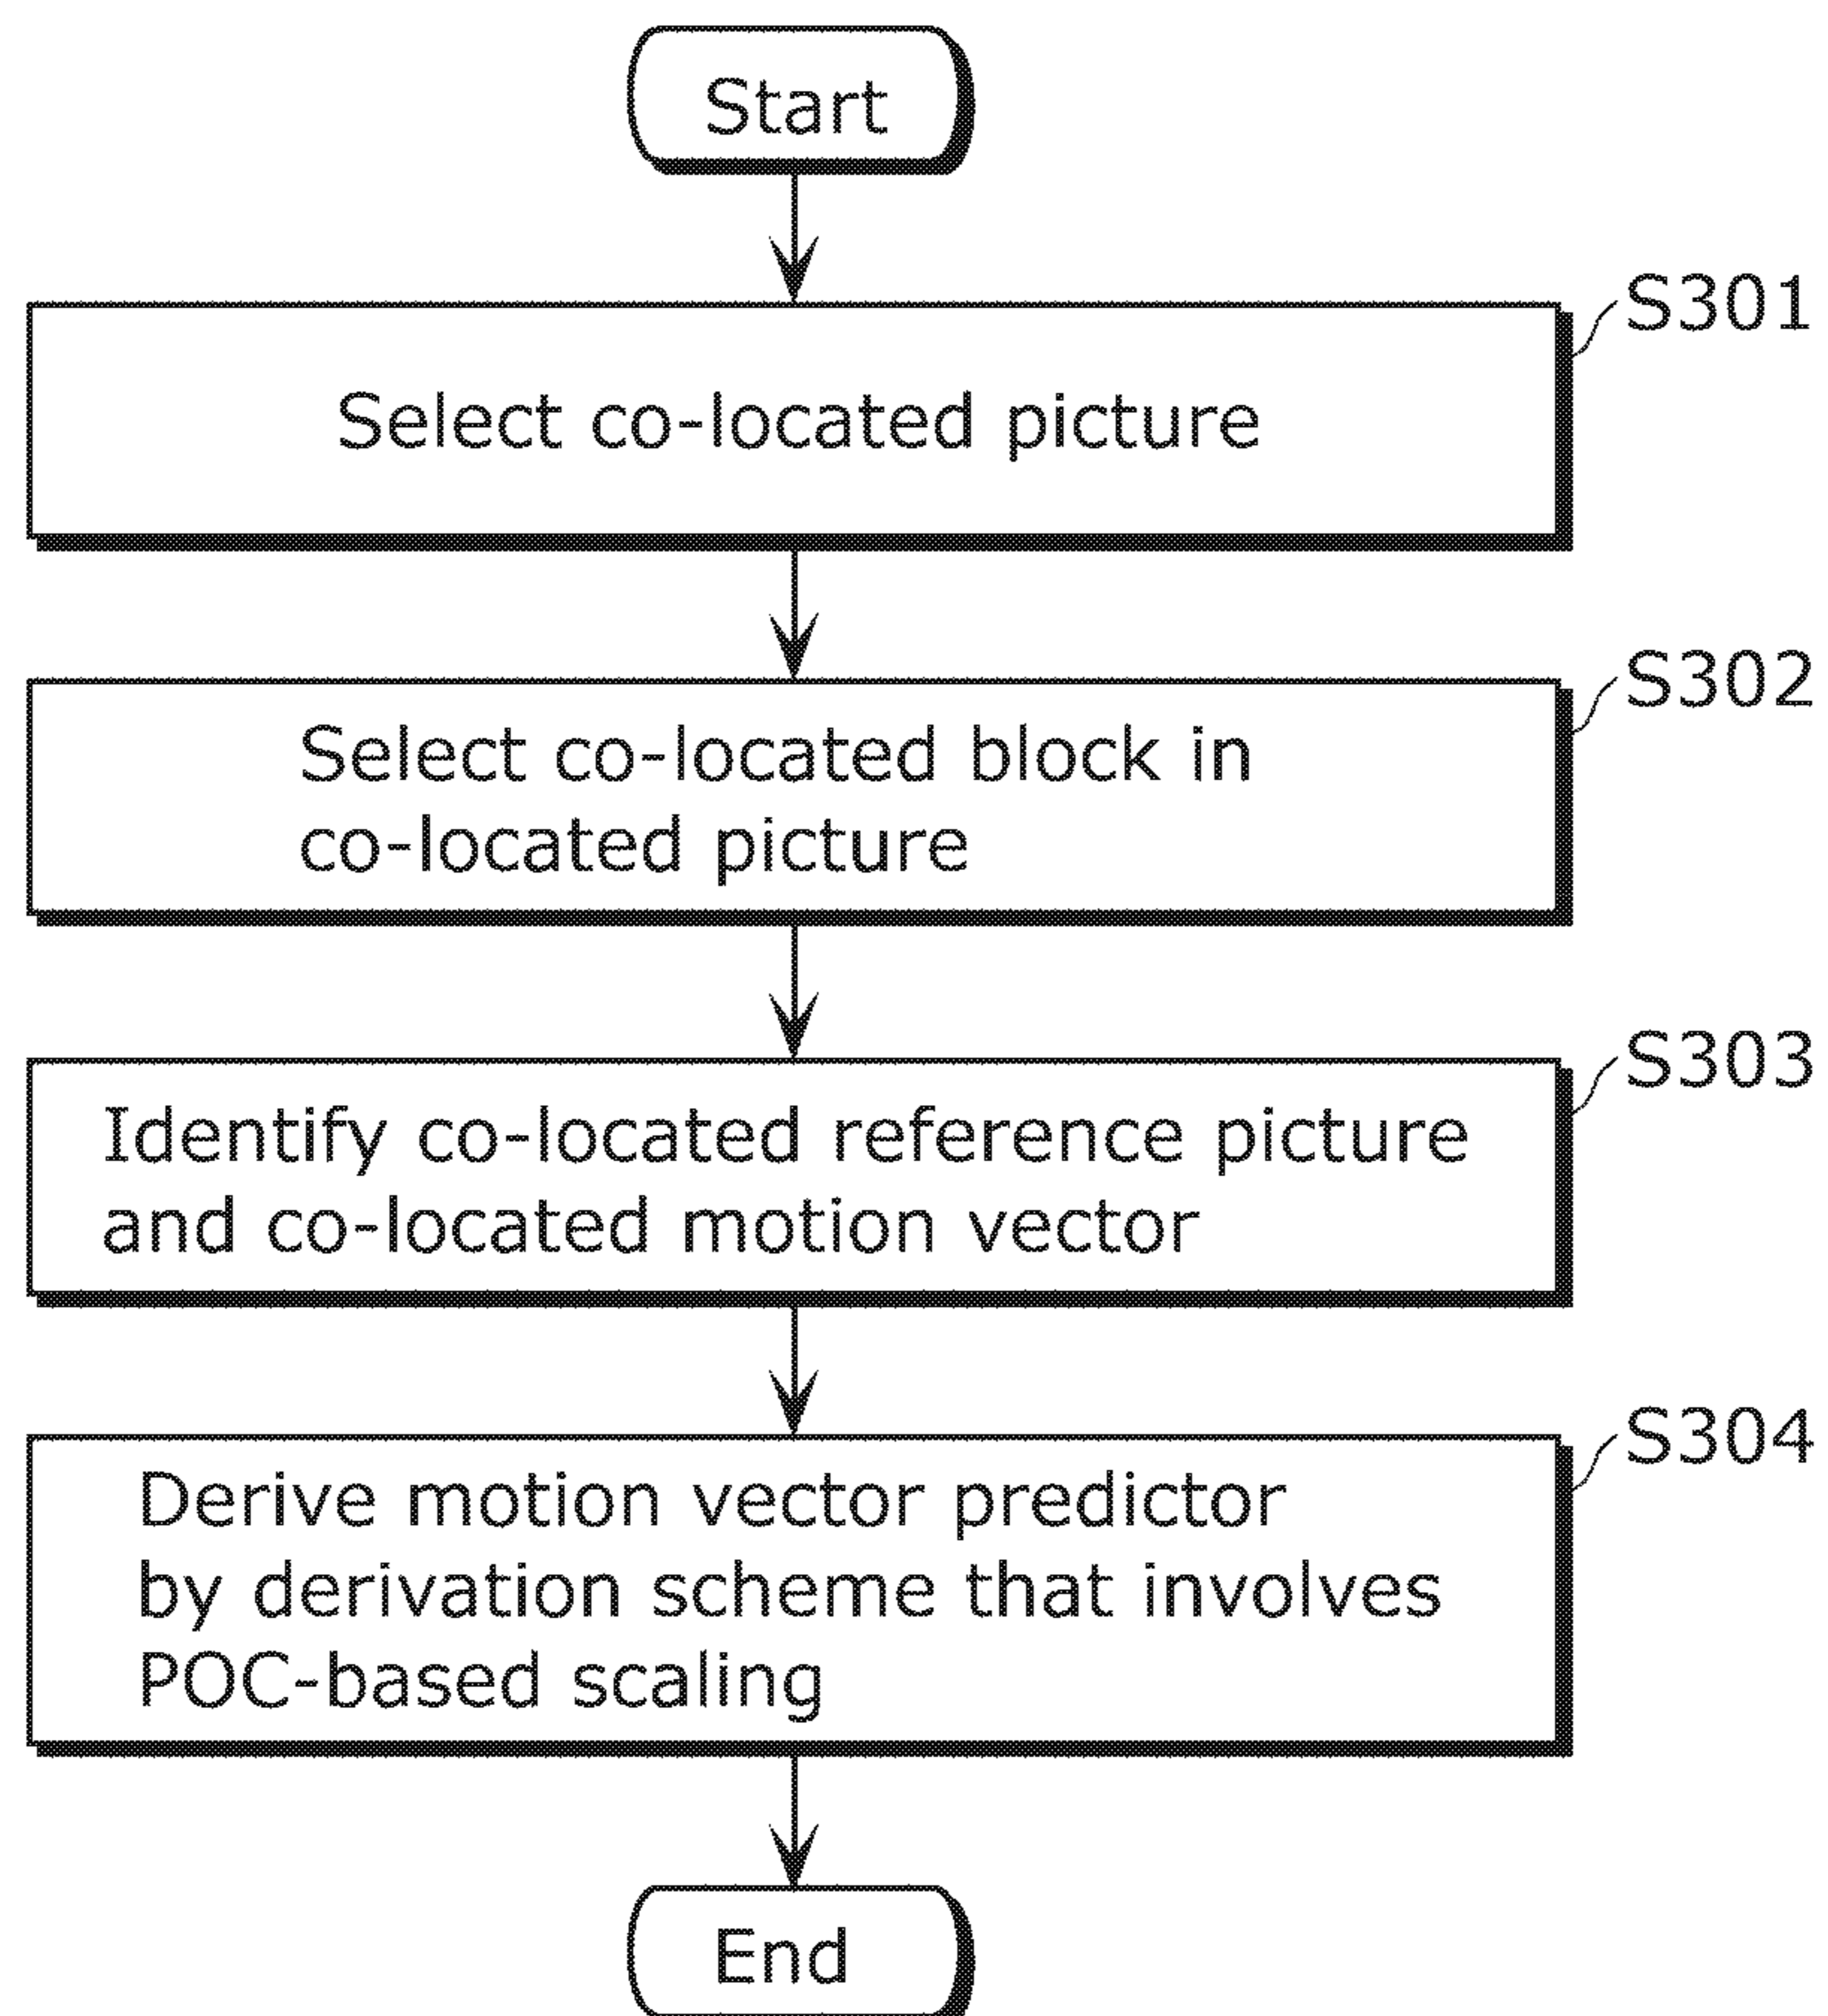 Start
S301
Select co-located picture
S302
Select co-located block in
co-located picture
S303
Identify co-located reference picture
and co-located motion vector
S304
Derive motion vector predictor
by derivation scheme that involves
POC-based scaling
End